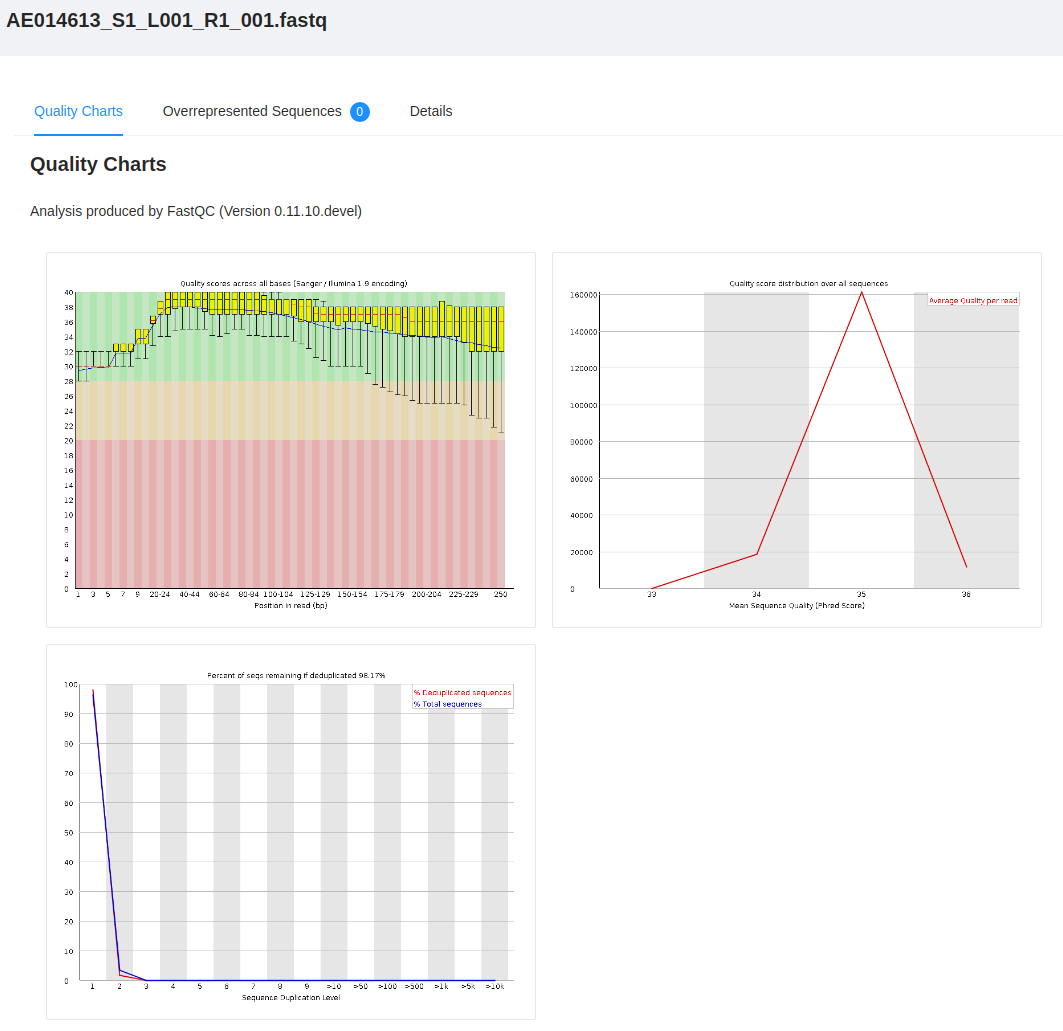 AE014613_S1_L001_R1_001.fastq
Quality Charts
Overrepresented Sequences 0
Details
Quality Charts
Analysis produced by FastQC (Version 0.11.10.devel)
Quality scores across all bases (Sanger / Illumina 1.9 encoding)
40
38
36
34
32
30
28
26
24
22
20
18
16
14
12
10
8
6
4
2
0
1 3 5 7 9 20-24 40-44 60-64 80-84 100-104 125-129 150-154 175-179 200-204 225-229 250
Position in read (bp)
Quality score distribution over all sequences
Average Quality per read
160000
140000
120000
100000
80000
60000
40000
20000
0
33 34 35 36
Mean Sequence Quality (Phred Score)
Percent of seqs remaining if deduplicated 98.17%
% Deduplicated sequences
% Total sequences
100
90
80
70
60
50
40
30
20
10
0
1 2 3 4 5 6 7 8 9 >10 >50 >100 >500 >1k >5k >10k
Sequence Duplication Level